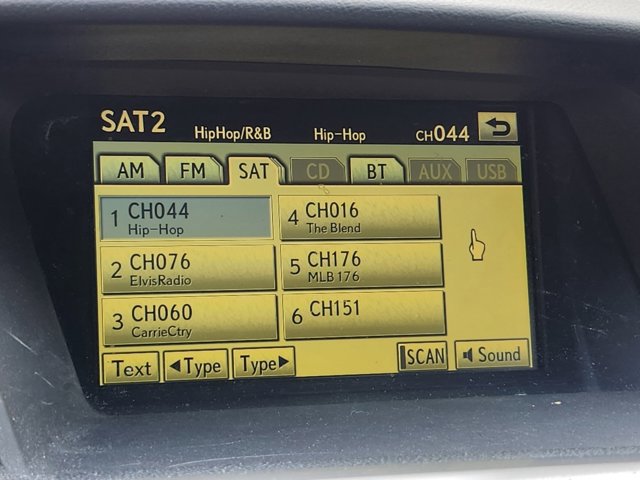 SAT2 HipHop/R&B Hip-Hop CH044
AM FM SAT CD BT AUX USB
1 CH044
Hip-Hop
2 CH076
ElvisRadio
3 CH060
CarrieCtry
4 CH016
The Blend
5 CH176
MLB 176
6 CH151
Text ◀Type Type▶ SCAN Sound